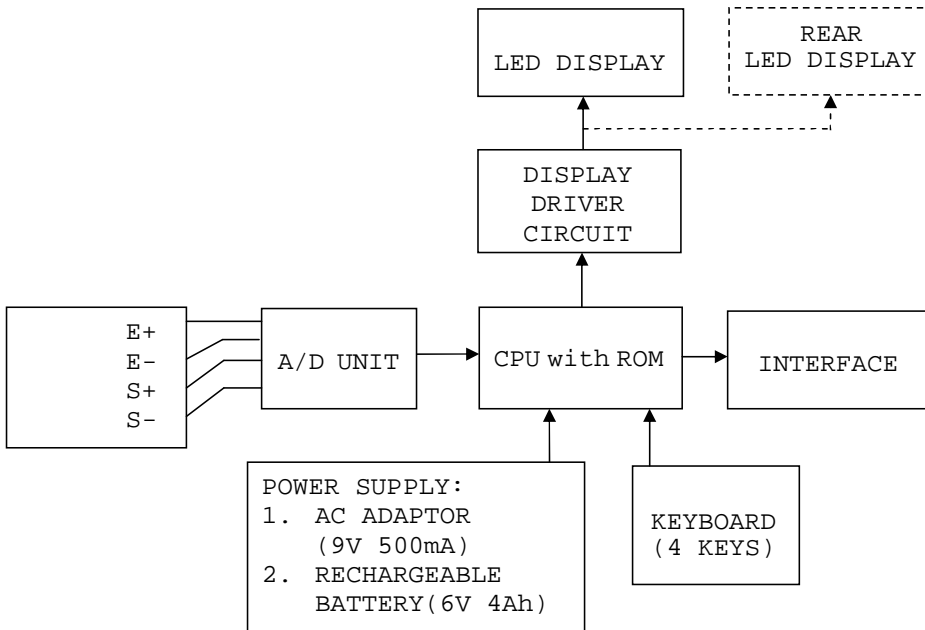 LED DISPLAY
REAR
LED DISPLAY
DISPLAY
DRIVER
CIRCUIT
E+
E-
S+
S-
A/D UNIT
CPU with ROM
INTERFACE
POWER SUPPLY:
1. AC ADAPTOR
(9V 500mA)
2. RECHARGEABLE
BATTERY(6V 4Ah)
KEYBOARD
(4 KEYS)